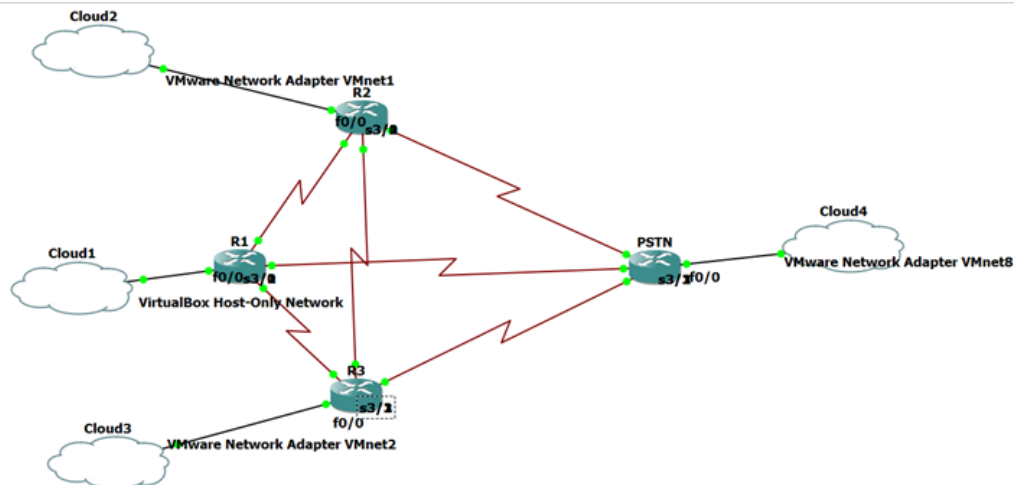 Cloud2
VMware Network Adapter VMnet1
R2
f0/0
R1
Cloud1
f0/0
VirtualBox Host-Only Network
PSTN
f0/0
Cloud4
VMware Network Adapter VMnet8
R3
f0/0
Cloud3
VMware Network Adapter VMnet2